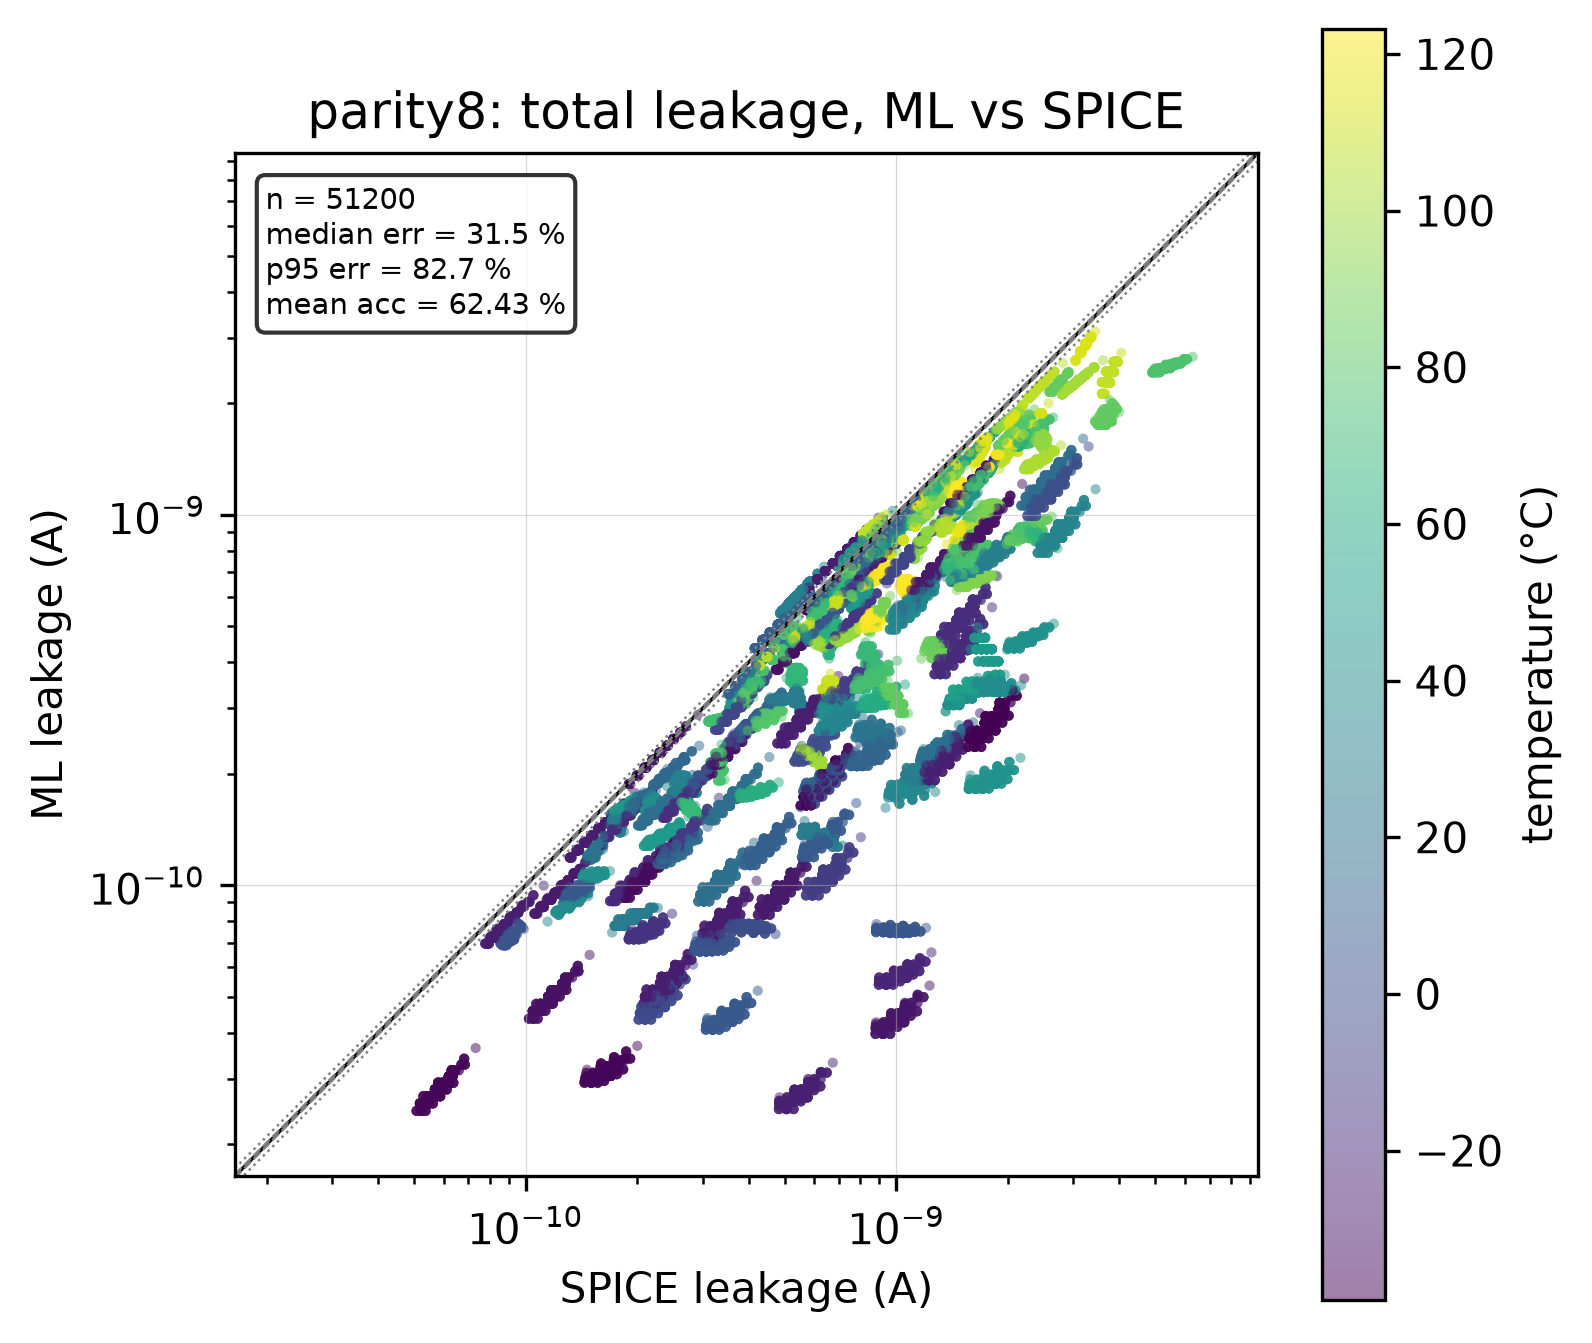 parity8: total leakage, ML vs SPICE
n = 51200
median err = 31.5 %
p95 err = 82.7 %
mean acc = 62.43 %
ML leakage (A)
10⁻⁹
10⁻¹⁰
10⁻¹⁰
10⁻⁹
SPICE leakage (A)
120
100
80
60
40
20
0
−20
temperature (°C)